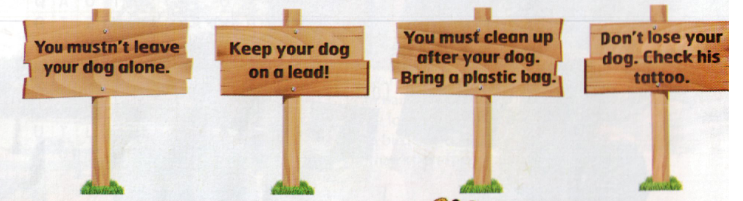 You mustn't leave
your dog alone.
Keep your dog
on a lead!
You must clean up
after your dog.
Bring a plastic bag.
Don't lose your
dog. Check his
tattoo.